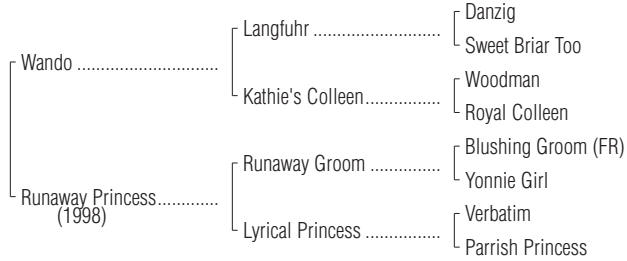 Danzig
Langfuhr ..........................
Sweet Briar Too
Wando .............................
Woodman
Kathie's Colleen................
Royal Colleen
Blushing Groom (FR)
Runaway Groom ...............
Yonnie Girl
Runaway Princess.............
(1998)
Verbatim
Lyrical Princess ................
Parrish Princess